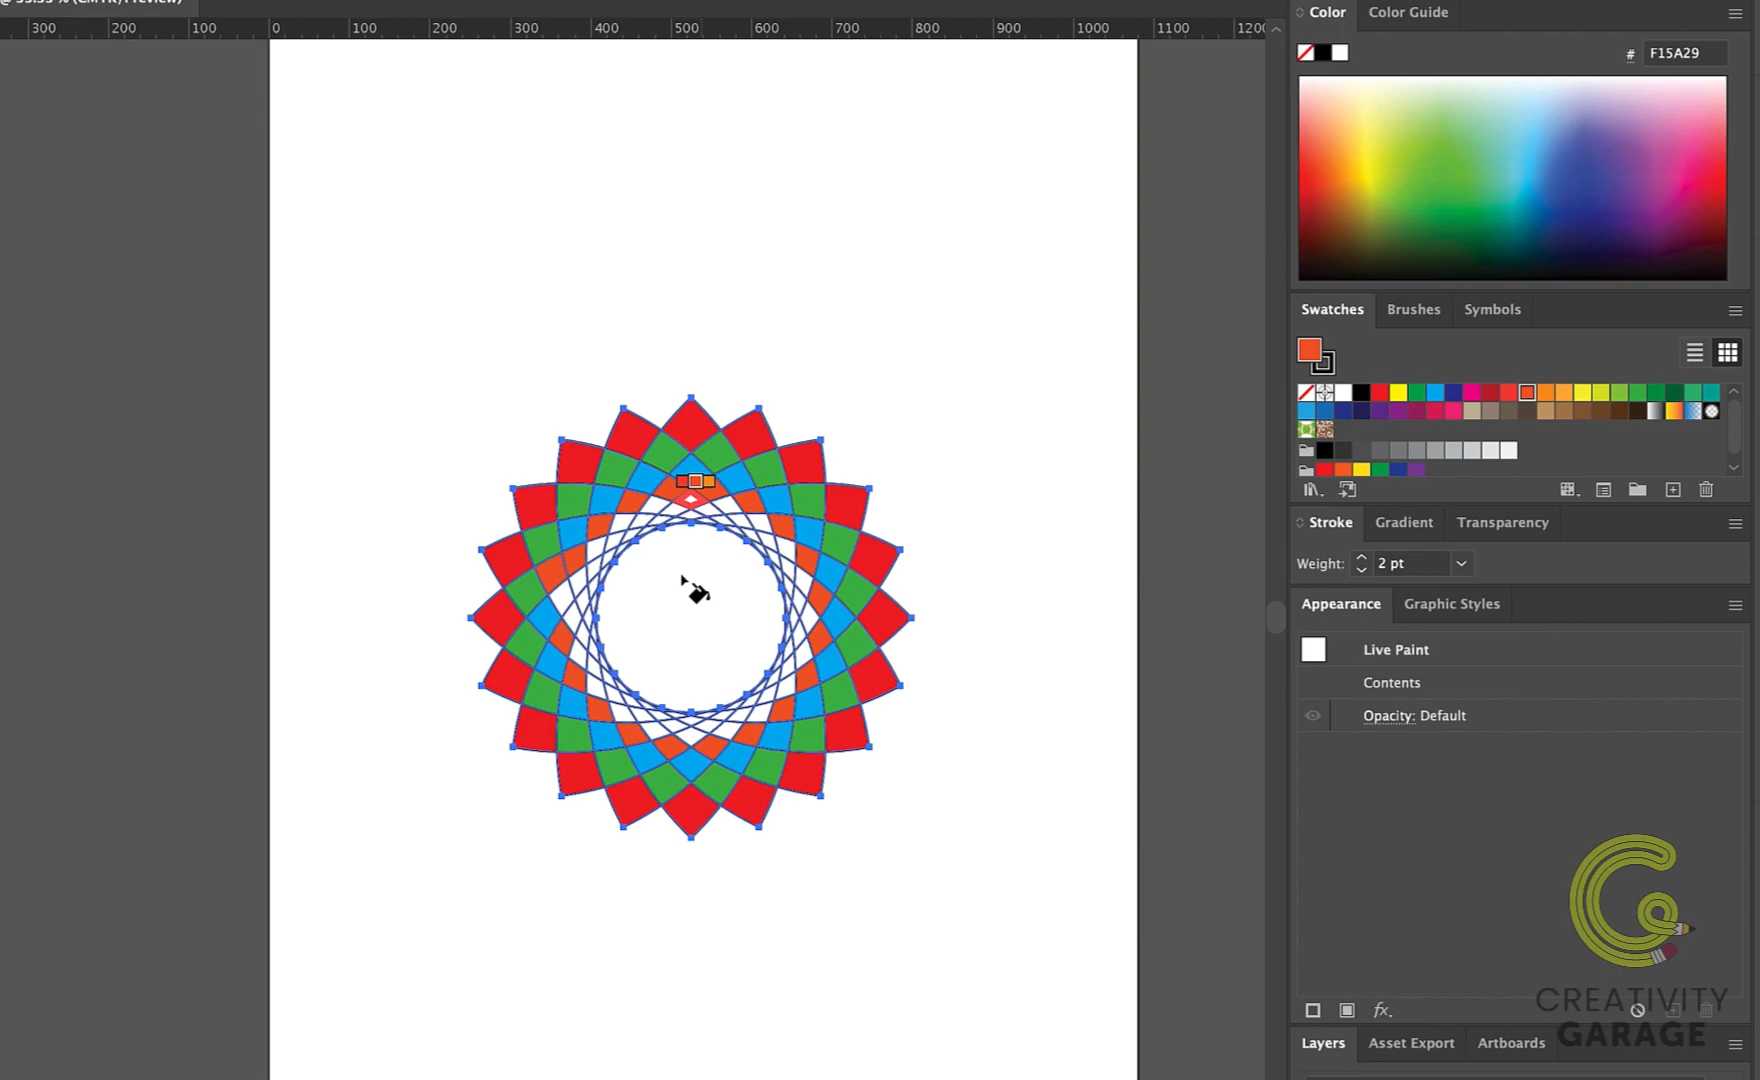 Color Color Guide
300 200 100 0 100 200 300 400 500 600 700 800 900 1000 1100 1200
# F15A29
Swatches Brushes Symbols
Stroke Gradient Transparency
Weight: 2 pt
Appearance Graphic Styles
Live Paint
Contents
Opacity: Default
CREATIVITY
fx.
GARAGE
Layers Asset Export Artboards